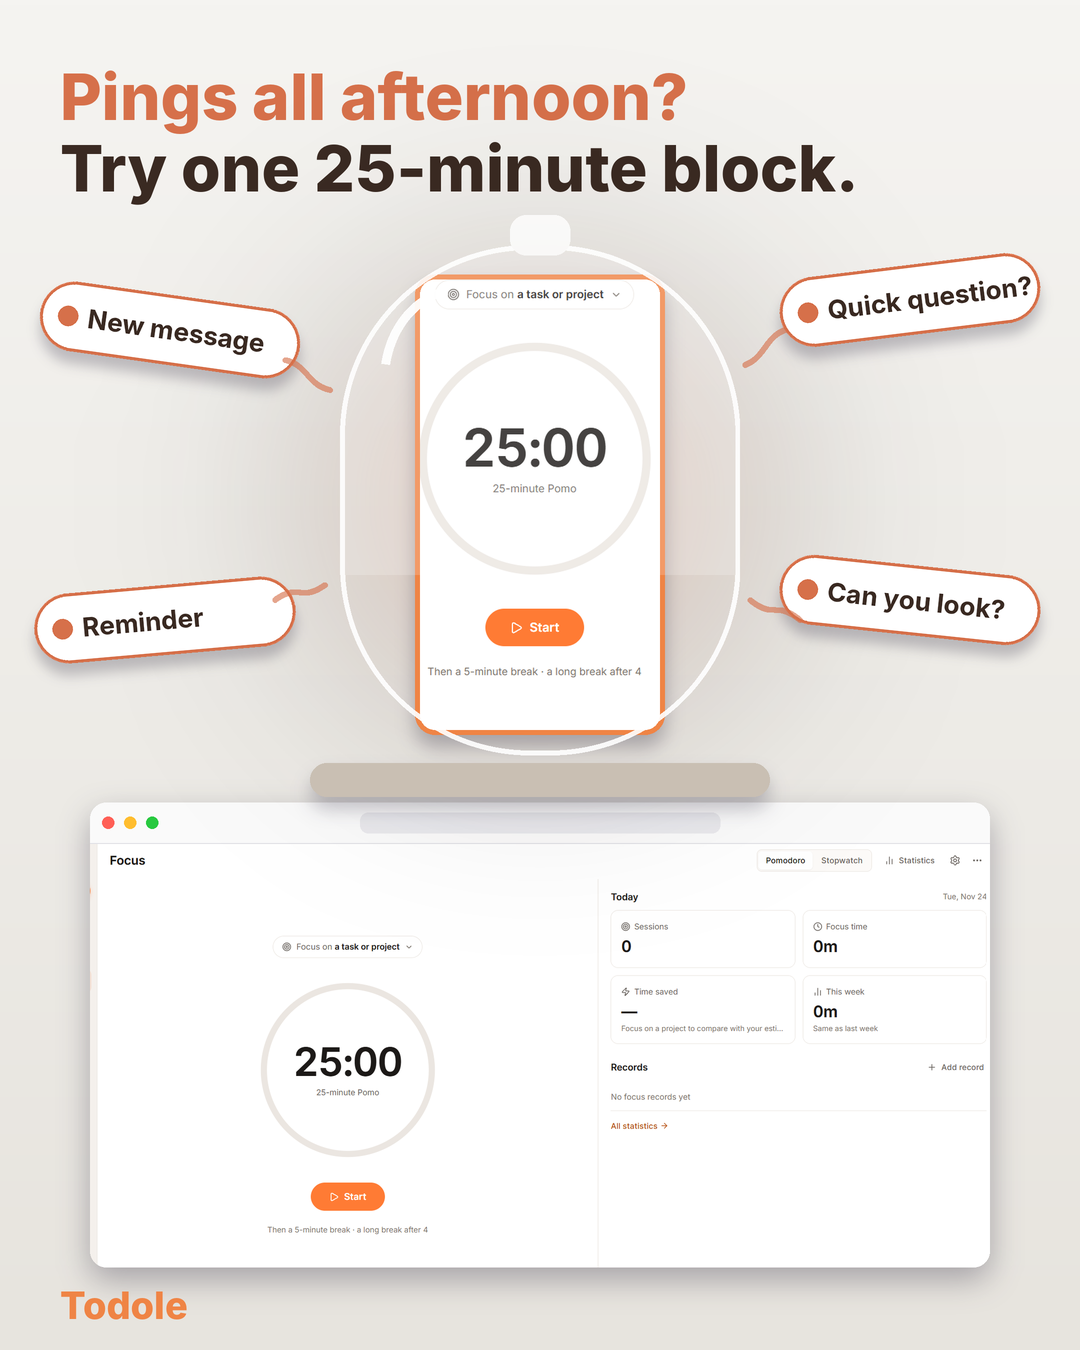 Pings all afternoon?
Try one 25-minute block.
New message
Quick question?
Focus on a task or project
25:00
25-minute Pomo
Reminder
Can you look?
Start
Then a 5-minute break · a long break after 4
Focus
Pomodoro
Stopwatch
Statistics
Today
Tue, Nov 24
Sessions
0
Focus time
0m
Time saved
—
Focus on a project to compare with your esti...
This week
0m
Same as last week
Records
Add record
No focus records yet
All statistics →
Focus on a task or project
25:00
25-minute Pomo
Start
Then a 5-minute break · a long break after 4
Todole